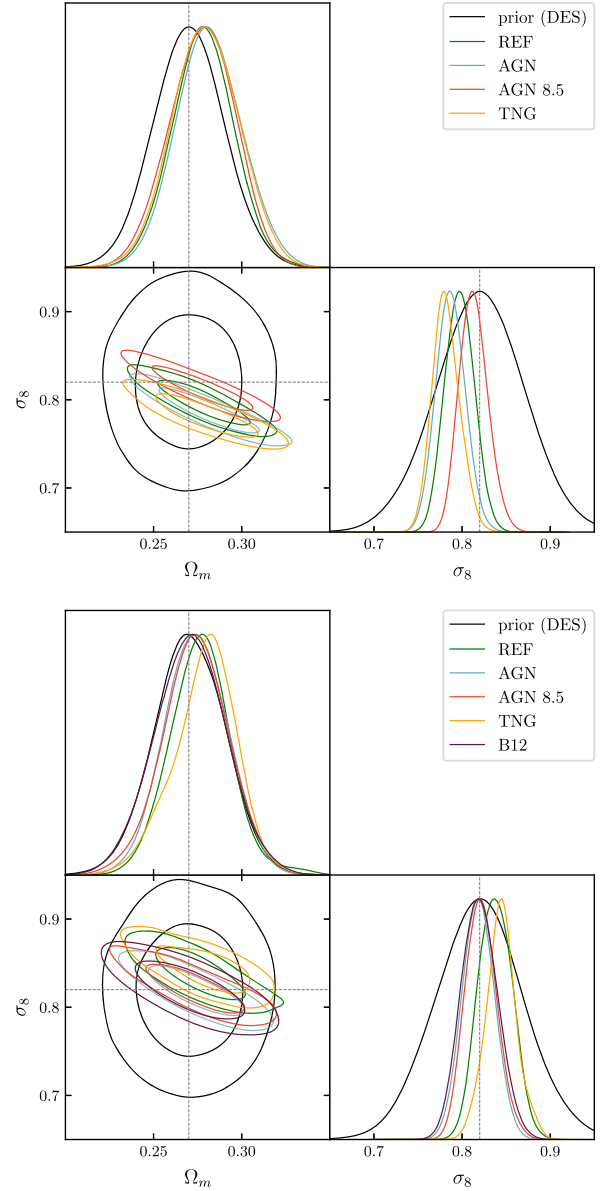 prior (DES)
REF
AGN
AGN 8.5
TNG
0.9
0.8
0.7
σ₈
0.25 0.30
Ωₘ
0.7 0.8 0.9
σ₈
prior (DES)
REF
AGN
AGN 8.5
TNG
B12
0.9
0.8
0.7
σ₈
0.25 0.30
Ωₘ
0.7 0.8 0.9
σ₈